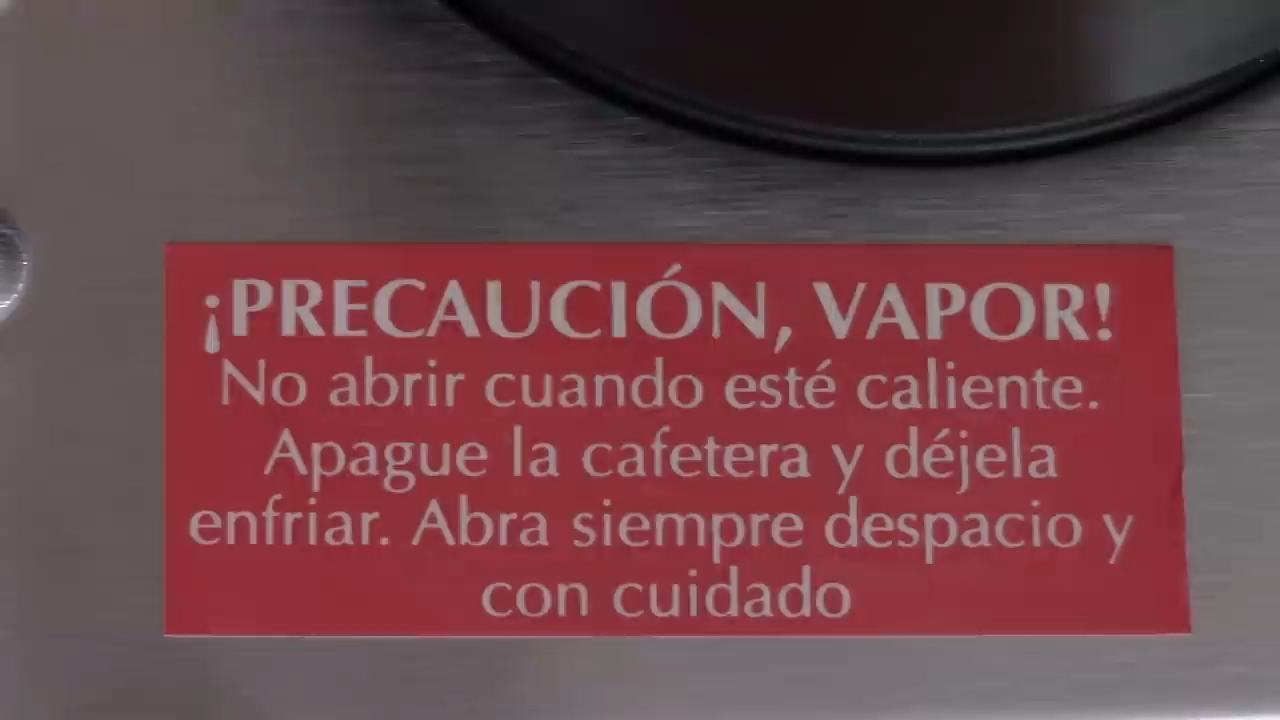 ¡PRECAUCIÓN, VAPOR!
No abrir cuando esté caliente.
Apague la cafetera y déjela
enfriar. Abra siempre despacio y
con cuidado